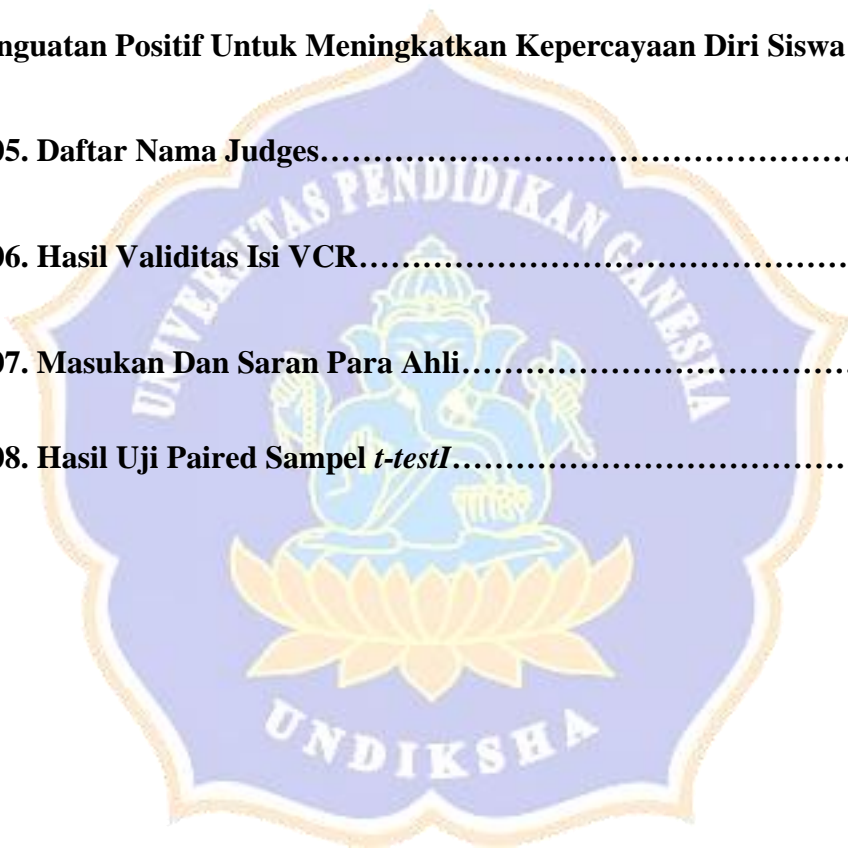 nguatan Positif Untuk Meningkatkan Kepercayaan Diri Siswa
05. Daftar Nama Judges……………………………………………
06. Hasil Validitas Isi VCR…………………………………………
07. Masukan Dan Saran Para Ahli…………………………………
08. Hasil Uji Paired Sampel t-testI…………………………………
UNIVERSITAS PENDIDIKAN GANESHA
UNDIKSHA